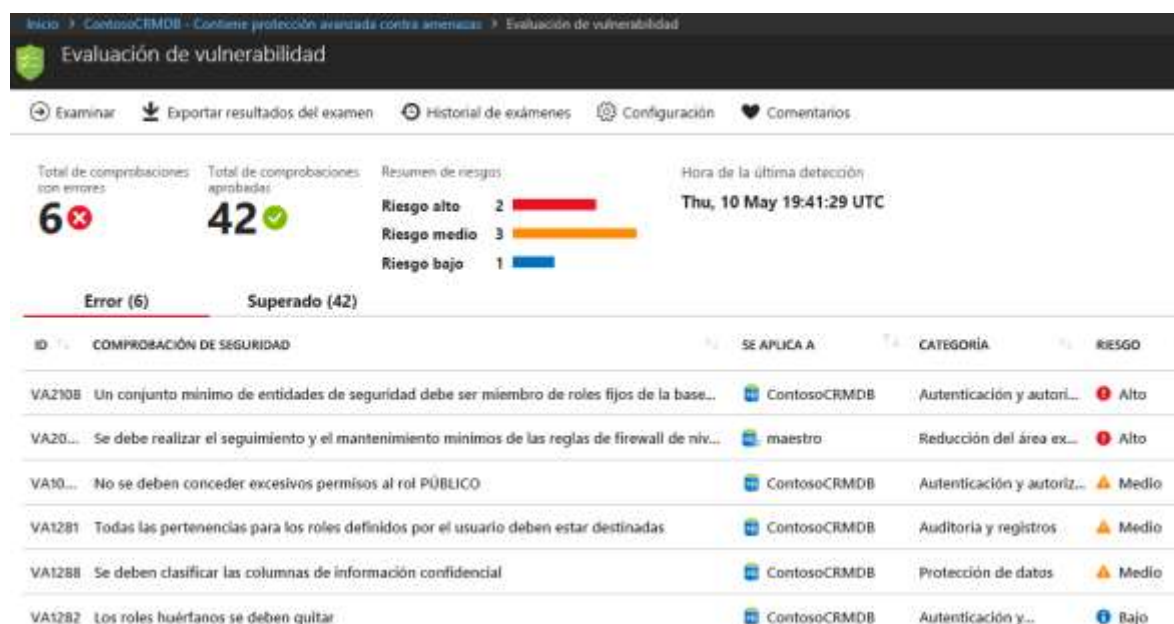 Inicio > ContosoCRMDB - Contiene protección avanzada contra amenazas > Evaluación de vulnerabilidad
Evaluación de vulnerabilidad
Examinar Exportar resultados del examen Historial de exámenes Configuración Comentarios
Total de comprobaciones con errores
6
Total de comprobaciones aprobadas
42
Resumen de riesgos
Riesgo alto 2
Riesgo medio 3
Riesgo bajo 1
Hora de la última detección
Thu, 10 May 19:41:29 UTC
Error (6) Superado (42)
ID COMPROBACIÓN DE SEGURIDAD SE APLICA A CATEGORÍA RIESGO
VA2108 Un conjunto mínimo de entidades de seguridad debe ser miembro de roles fijos de la base... ContosoCRMDB Autenticación y autori... Alto
VA20... Se debe realizar el seguimiento y el mantenimiento mínimos de las reglas de firewall de niv... maestro Reducción del área ex... Alto
VA10... No se deben conceder excesivos permisos al rol PÚBLICO ContosoCRMDB Autenticación y autoriz... Medio
VA1281 Todas las pertenencias para los roles definidos por el usuario deben estar destinadas ContosoCRMDB Auditoria y registros Medio
VA1288 Se deben clasificar las columnas de información confidencial ContosoCRMDB Protección de datos Medio
VA1282 Los roles huérfanos se deben quitar ContosoCRMDB Autenticación y... Bajo